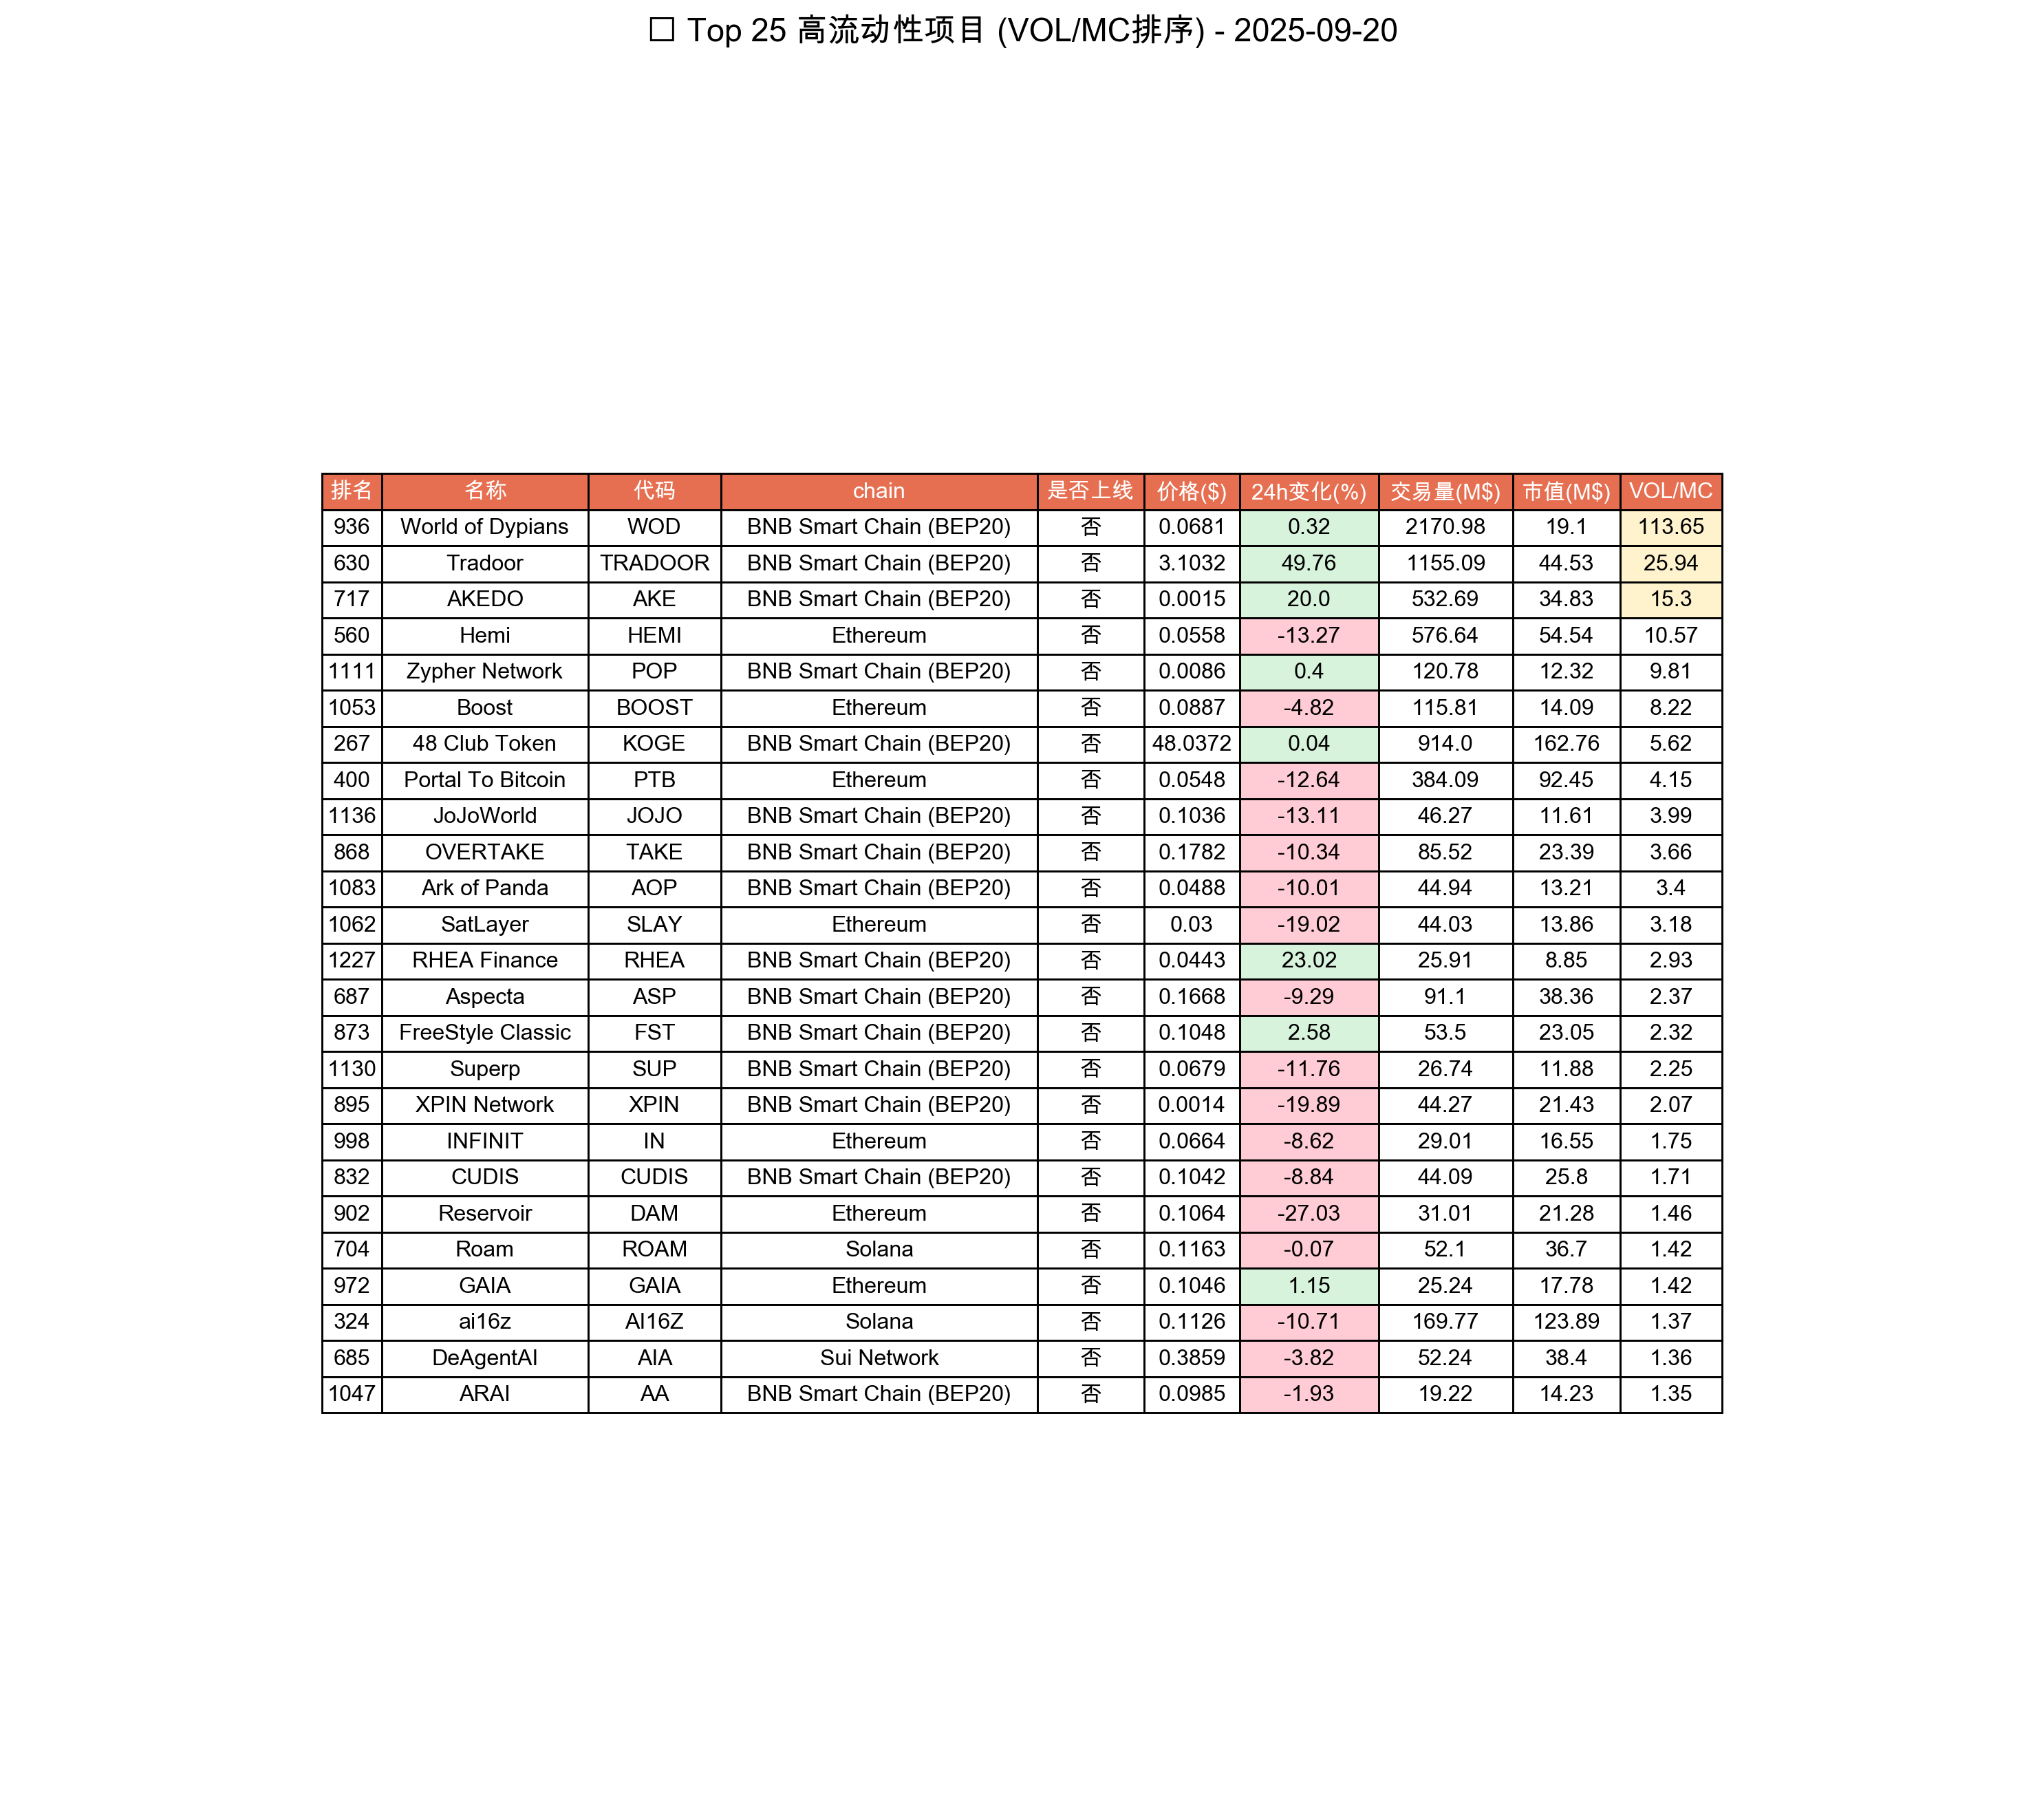 □ Top 25 高流动性项目 (VOL/MC排序) - 2025-09-20
排名 名称 代码 chain 是否上线 价格($) 24h变化(%) 交易量(M$) 市值(M$) VOL/MC
936 World of Dypians WOD BNB Smart Chain (BEP20) 否 0.0681 0.32 2170.98 19.1 113.65
630 Tradoor TRADOOR BNB Smart Chain (BEP20) 否 3.1032 49.76 1155.09 44.53 25.94
717 AKEDO AKE BNB Smart Chain (BEP20) 否 0.0015 20.0 532.69 34.83 15.3
560 Hemi HEMI Ethereum 否 0.0558 -13.27 576.64 54.54 10.57
1111 Zypher Network POP BNB Smart Chain (BEP20) 否 0.0086 0.4 120.78 12.32 9.81
1053 Boost BOOST Ethereum 否 0.0887 -4.82 115.81 14.09 8.22
267 48 Club Token KOGE BNB Smart Chain (BEP20) 否 48.0372 0.04 914.0 162.76 5.62
400 Portal To Bitcoin PTB Ethereum 否 0.0548 -12.64 384.09 92.45 4.15
1136 JoJoWorld JOJO BNB Smart Chain (BEP20) 否 0.1036 -13.11 46.27 11.61 3.99
868 OVERTAKE TAKE BNB Smart Chain (BEP20) 否 0.1782 -10.34 85.52 23.39 3.66
1083 Ark of Panda AOP BNB Smart Chain (BEP20) 否 0.0488 -10.01 44.94 13.21 3.4
1062 SatLayer SLAY Ethereum 否 0.03 -19.02 44.03 13.86 3.18
1227 RHEA Finance RHEA BNB Smart Chain (BEP20) 否 0.0443 23.02 25.91 8.85 2.93
687 Aspecta ASP BNB Smart Chain (BEP20) 否 0.1668 -9.29 91.1 38.36 2.37
873 FreeStyle Classic FST BNB Smart Chain (BEP20) 否 0.1048 2.58 53.5 23.05 2.32
1130 Superp SUP BNB Smart Chain (BEP20) 否 0.0679 -11.76 26.74 11.88 2.25
895 XPIN Network XPIN BNB Smart Chain (BEP20) 否 0.0014 -19.89 44.27 21.43 2.07
998 INFINIT IN Ethereum 否 0.0664 -8.62 29.01 16.55 1.75
832 CUDIS CUDIS BNB Smart Chain (BEP20) 否 0.1042 -8.84 44.09 25.8 1.71
902 Reservoir DAM Ethereum 否 0.1064 -27.03 31.01 21.28 1.46
704 Roam ROAM Solana 否 0.1163 -0.07 52.1 36.7 1.42
972 GAIA GAIA Ethereum 否 0.1046 1.15 25.24 17.78 1.42
324 ai16z AI16Z Solana 否 0.1126 -10.71 169.77 123.89 1.37
685 DeAgentAI AIA Sui Network 否 0.3859 -3.82 52.24 38.4 1.36
1047 ARAI AA BNB Smart Chain (BEP20) 否 0.0985 -1.93 19.22 14.23 1.35